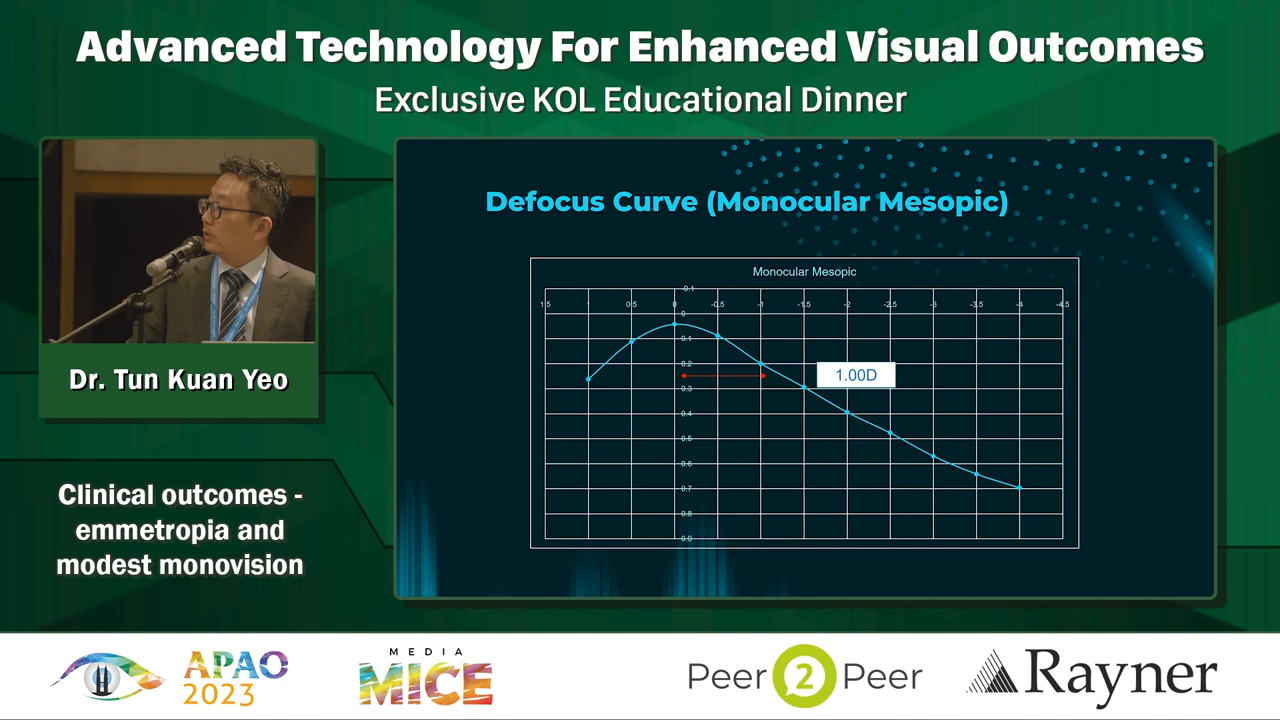 Advanced Technology For Enhanced Visual Outcomes
Exclusive KOL Educational Dinner
Dr. Tun Kuan Yeo
Clinical outcomes -
emmetropia and
modest monovision
Defocus Curve (Monocular Mesopic)
Monocular Mesopic
-0.1
1.5 1 0.5 0 -0.5 -1 -1.5 -2 -2.5 -3 -3.5 -4 -4.5
0
0.1
0.2
0.3
1.00D
0.4
0.5
0.6
0.7
0.8
0.9
APAO
2023
MEDIA
MICE
Peer 2 Peer
Rayner